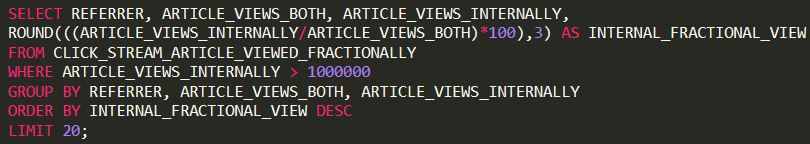 SELECT REFERRER, ARTICLE_VIEWS_BOTH, ARTICLE_VIEWS_INTERNALLY,
ROUND(((ARTICLE_VIEWS_INTERNALLY/ARTICLE_VIEWS_BOTH)*100),3) AS INTERNAL_FRACTIONAL_VIEW
FROM CLICK_STREAM_ARTICLE_VIEWED_FRACTIONALLY
WHERE ARTICLE_VIEWS_INTERNALLY > 1000000
GROUP BY REFERRER, ARTICLE_VIEWS_BOTH, ARTICLE_VIEWS_INTERNALLY
ORDER BY INTERNAL_FRACTIONAL_VIEW DESC
LIMIT 20;